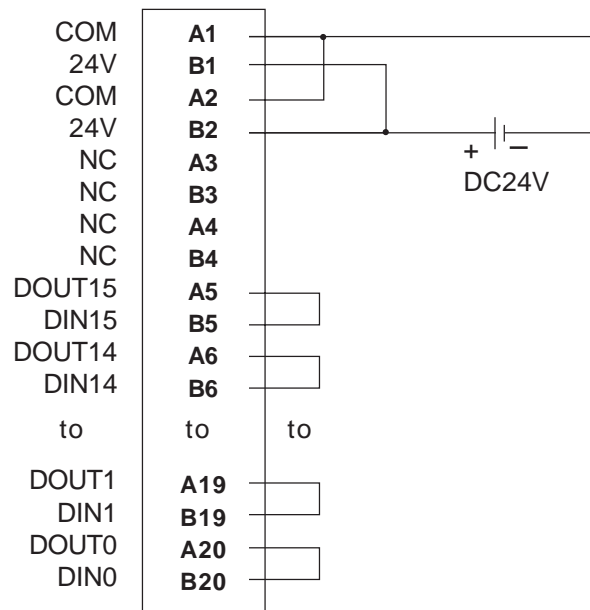 COM A1
24V B1
COM A2
24V B2
+ −
DC24V
NC A3
NC B3
NC A4
NC B4
DOUT15 A5
DIN15 B5
DOUT14 A6
DIN14 B6
to to to
DOUT1 A19
DIN1 B19
DOUT0 A20
DIN0 B20